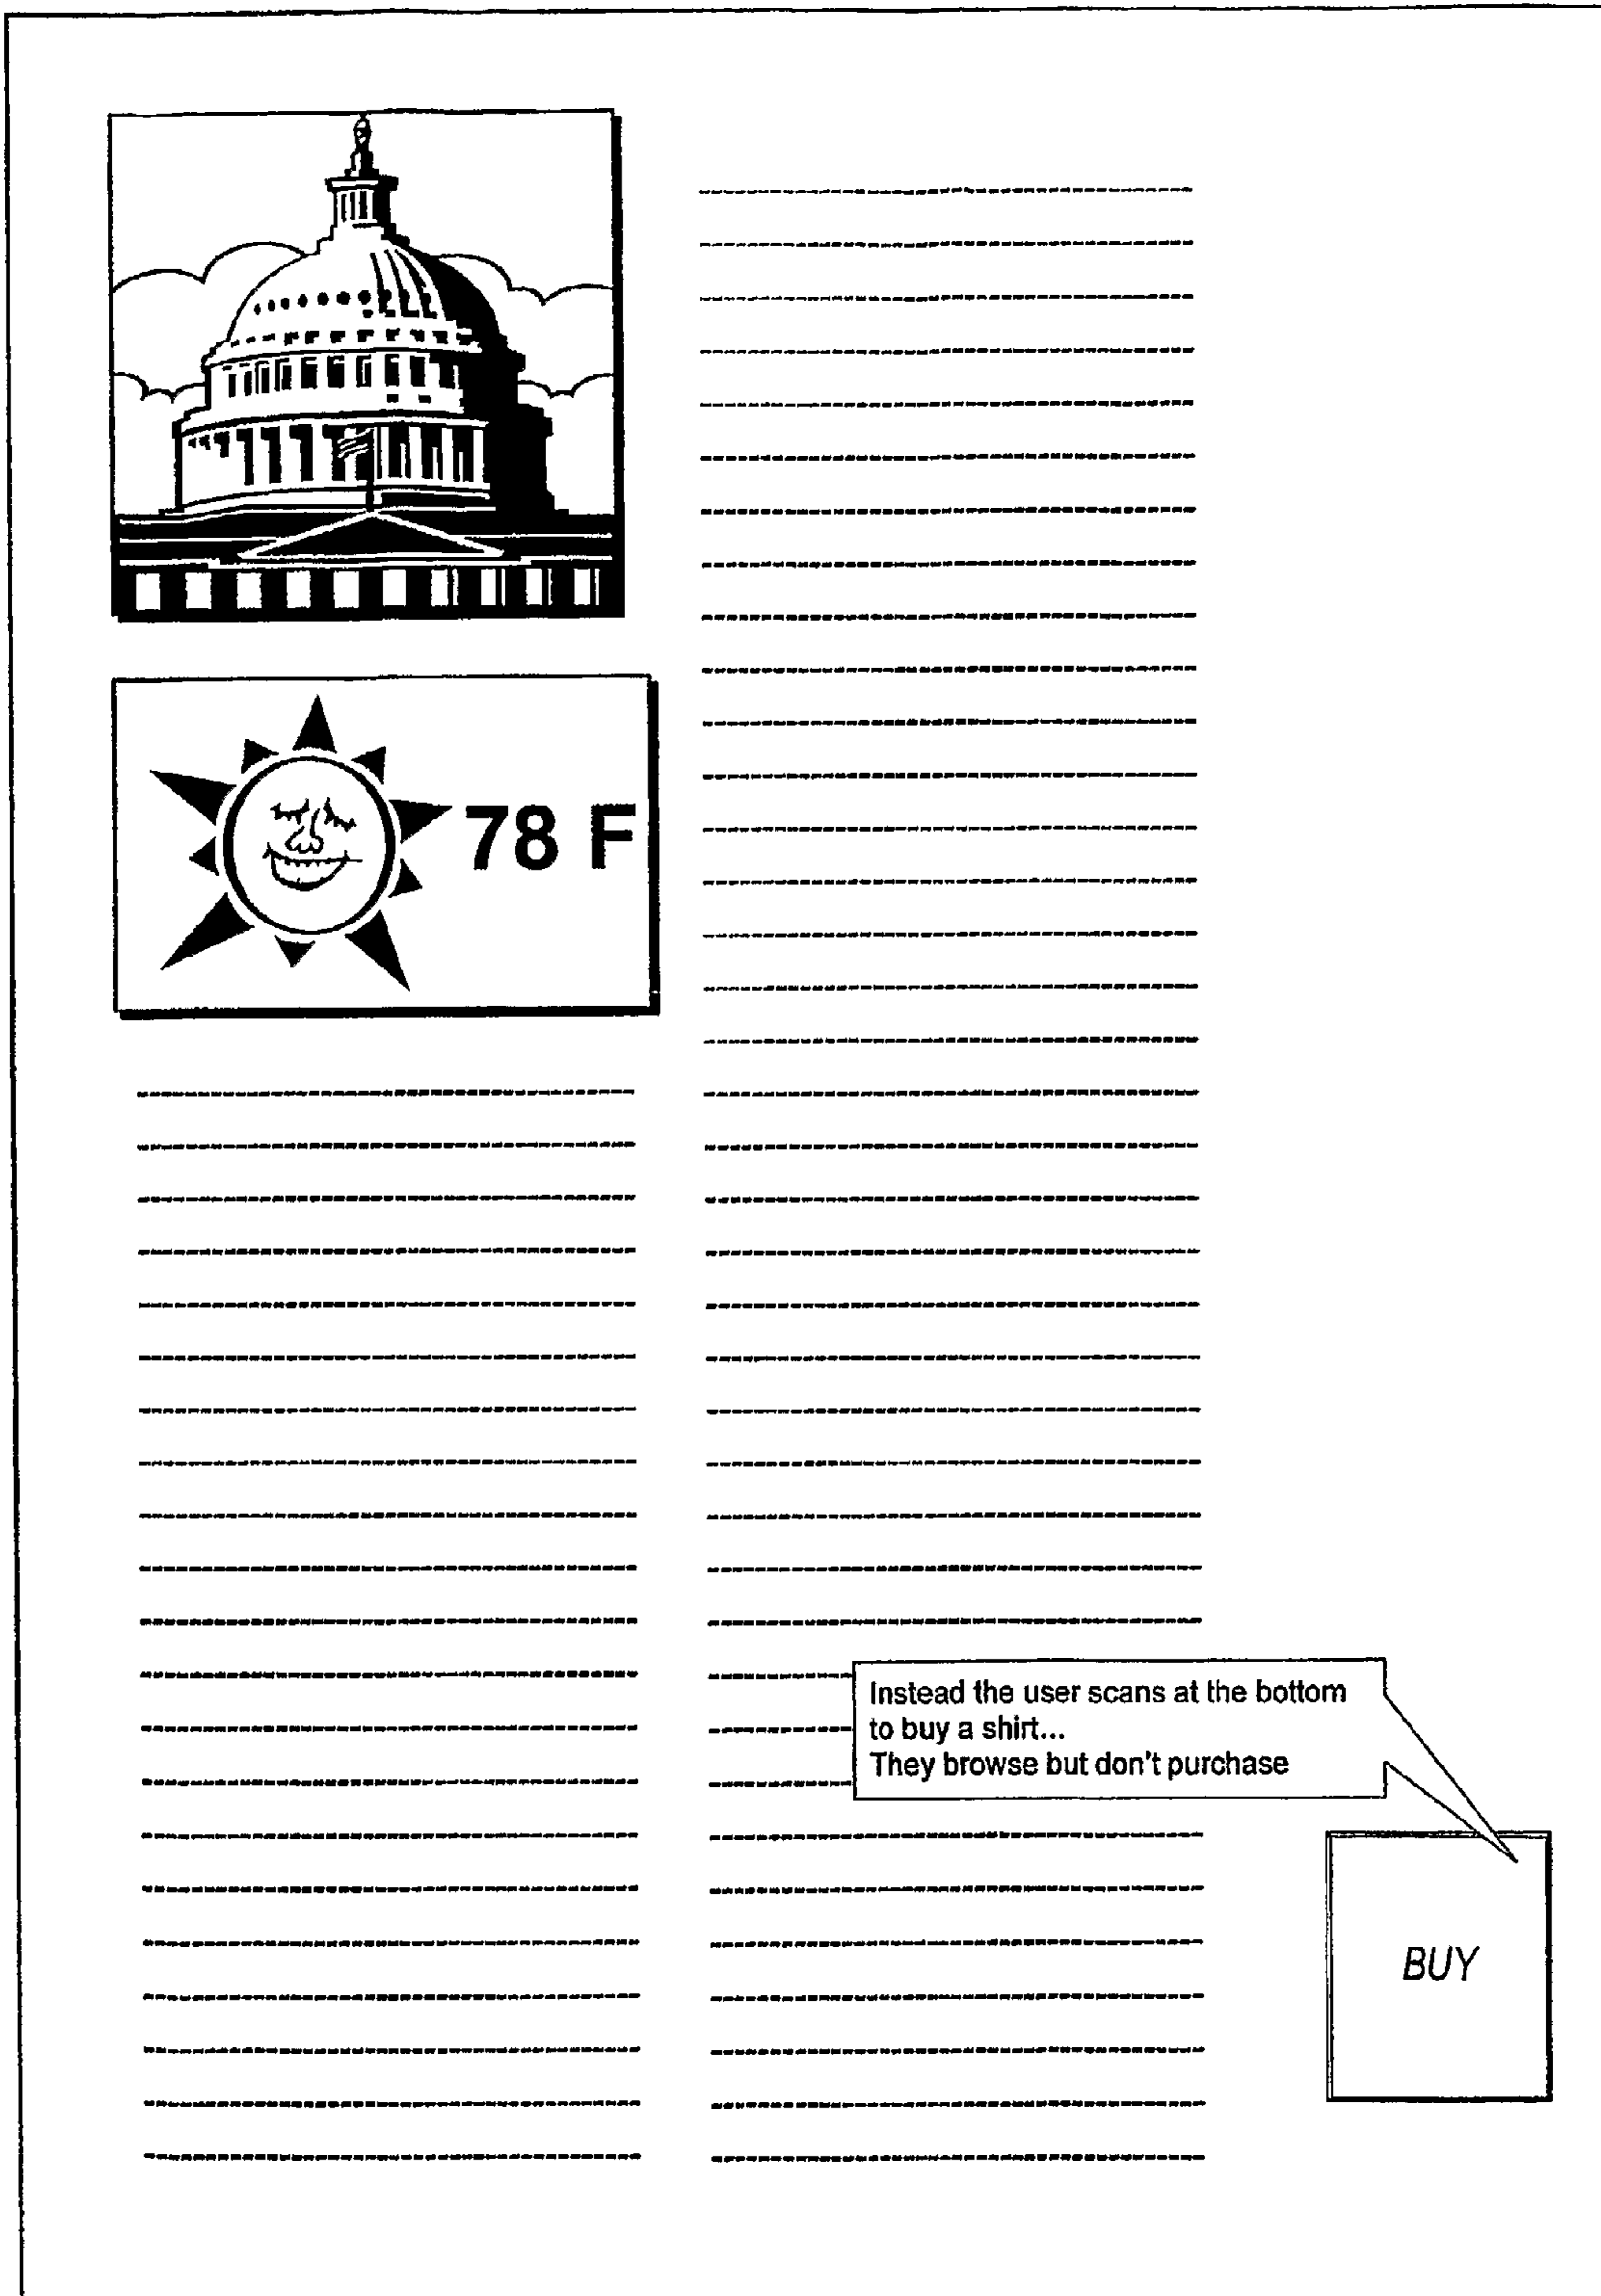 78 F
Instead the user scans at the bottom
to buy a shirt...
They browse but don't purchase
BUY